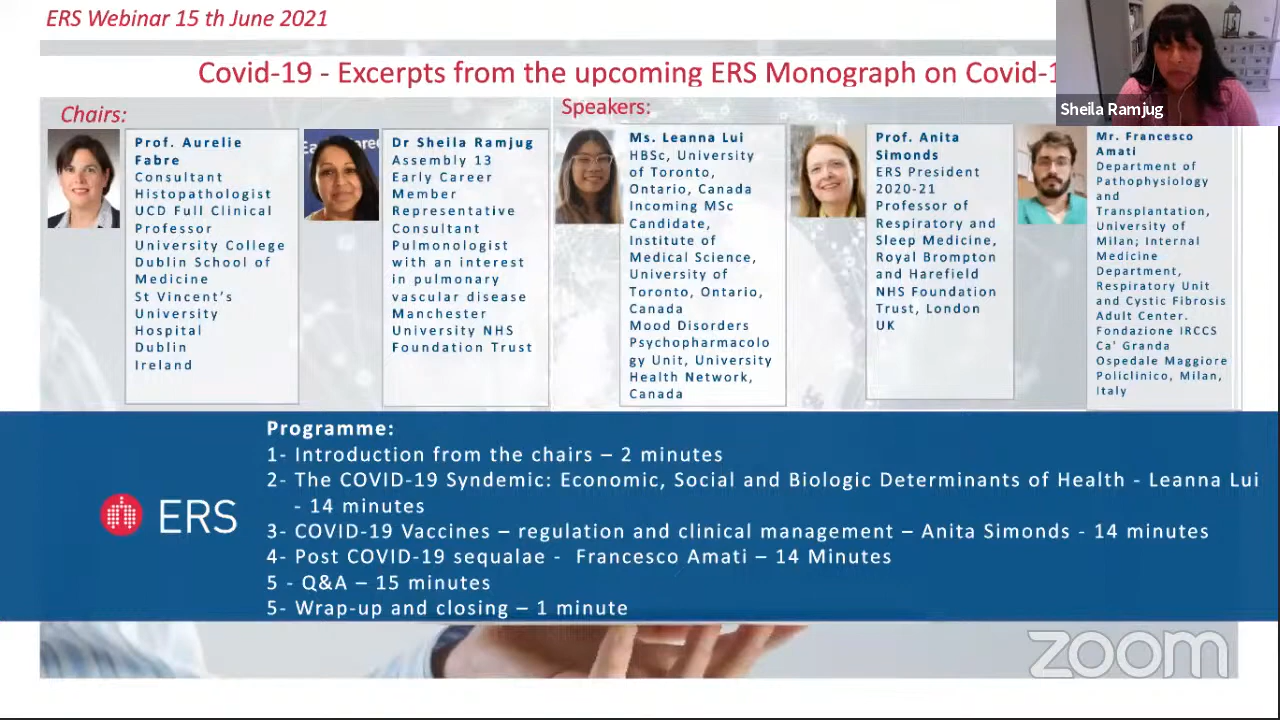 ERS Webinar 15 th June 2021
Covid-19 - Excerpts from the upcoming ERS Monograph on Covid-1
Sheila Ramjug
Chairs:
Prof. Aurelie
Fabre
Consultant
Histopathologist
UCD Full Clinical
Professor
University College
Dublin School of
Medicine
St Vincent's
University
Hospital
Dublin
Ireland
Dr Sheila Ramjug
Assembly 13
Early Career
Member
Representative
Consultant
Pulmonologist
with an interest
in pulmonary
vascular disease
Manchester
University NHS
Foundation Trust
Speakers:
Ms. Leanna Lui
HBSc, University
of Toronto,
Ontario, Canada
Incoming MSc
Candidate,
Institute of
Medical Science,
University of
Toronto, Ontario,
Canada
Mood Disorders
Psychopharmacolo
gy Unit, University
Health Network,
Canada
Prof. Anita
Simonds
ERS President
2020-21
Professor of
Respiratory and
Sleep Medicine,
Royal Brompton
and Harefield
NHS Foundation
Trust, London
UK
Mr. Francesco
Amati
Department of
Pathophysiology
and
Transplantation,
University of
Milan; Internal
Medicine
Department,
Respiratory Unit
and Cystic Fibrosis
Adult Center.
Fondazione IRCCS
Ca' Granda
Ospedale Maggiore
Policlinico, Milan,
Italy
ERS
Programme:
1- Introduction from the chairs – 2 minutes
2- The COVID-19 Syndemic: Economic, Social and Biologic Determinants of Health - Leanna Lui
- 14 minutes
3- COVID-19 Vaccines – regulation and clinical management – Anita Simonds - 14 minutes
4- Post COVID-19 sequalae - Francesco Amati – 14 Minutes
5 - Q&A – 15 minutes
5- Wrap-up and closing – 1 minute
zoom